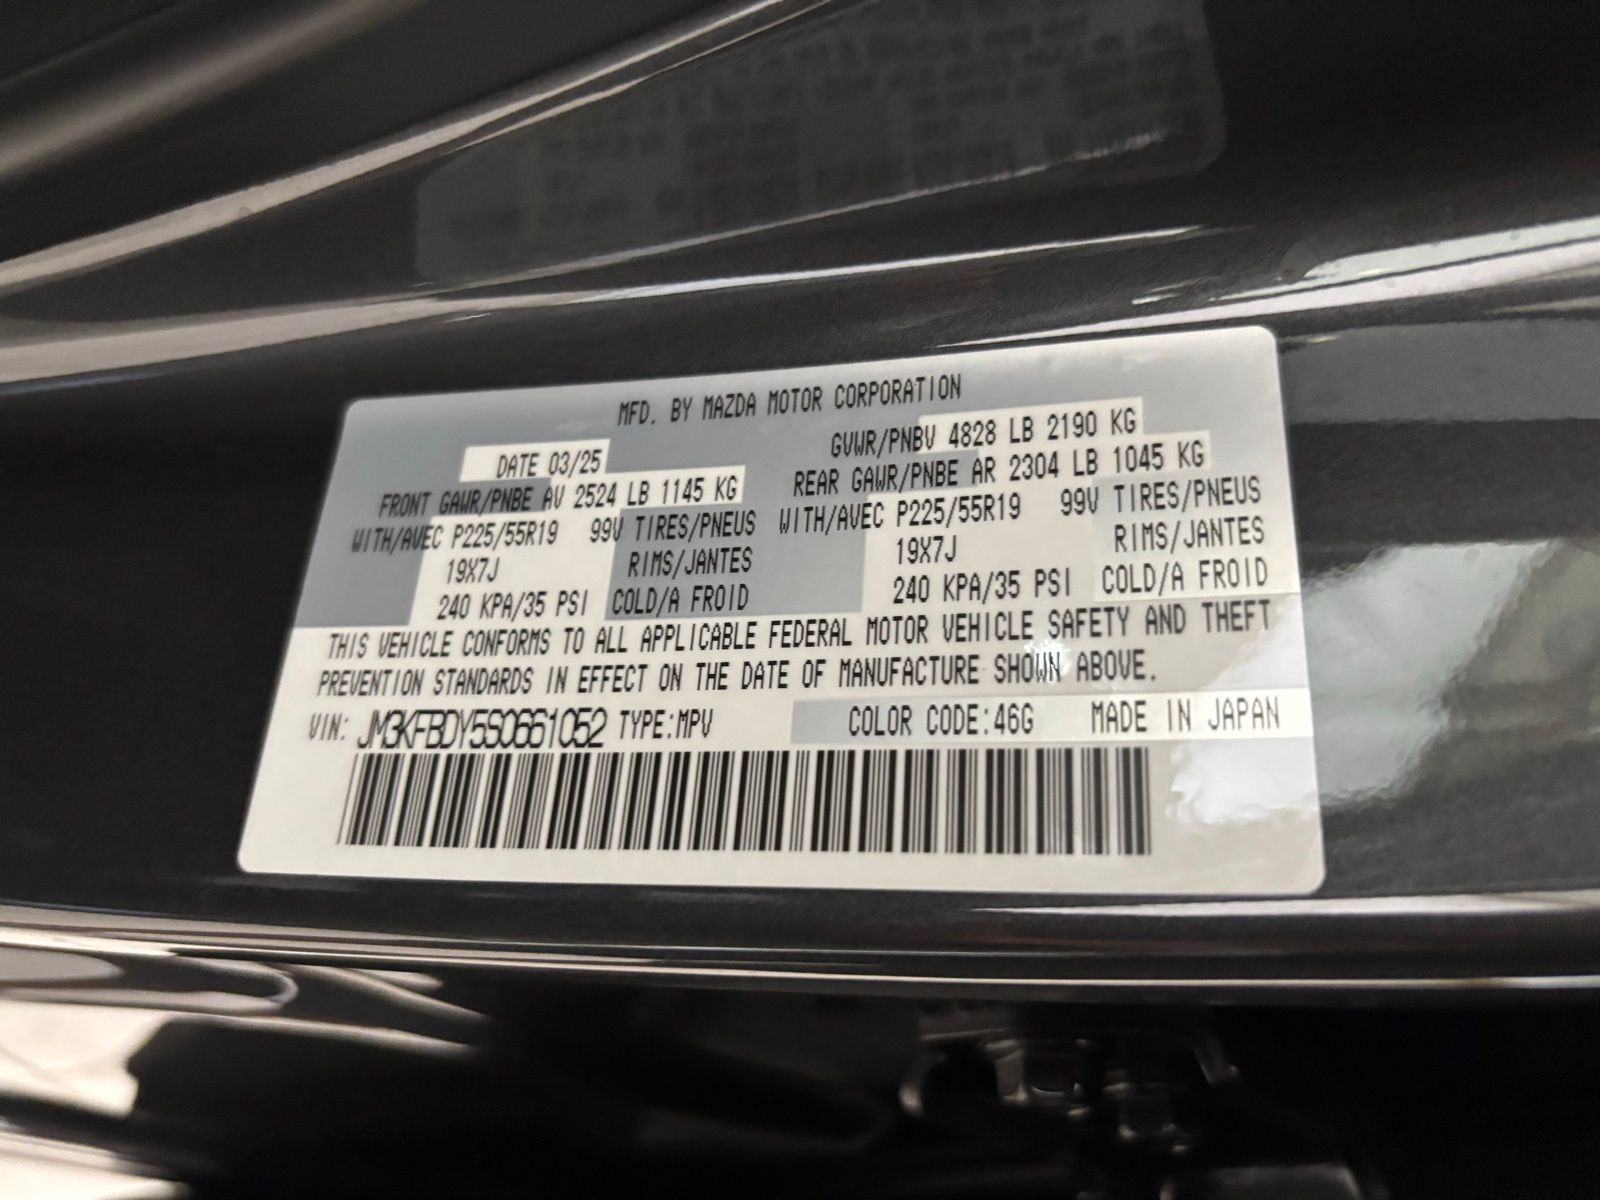 MFD. BY MAZDA MOTOR CORPORATION
DATE 03/25 GVWR/PNBV 4828 LB 2190 KG
FRONT GAWR/PNBE AV 2524 LB 1145 KG REAR GAWR/PNBE AR 2304 LB 1045 KG
WITH/AVEC P225/55R19 99V TIRES/PNEUS WITH/AVEC P225/55R19 99V TIRES/PNEUS
19X7J RIMS/JANTES 19X7J RIMS/JANTES
240 KPA/35 PSI COLD/A FROID 240 KPA/35 PSI COLD/A FROID
THIS VEHICLE CONFORMS TO ALL APPLICABLE FEDERAL MOTOR VEHICLE SAFETY AND THEFT
PREVENTION STANDARDS IN EFFECT ON THE DATE OF MANUFACTURE SHOWN ABOVE.
VIN: JM3KFBDY5S0661052 TYPE:MPV COLOR CODE:46G MADE IN JAPAN